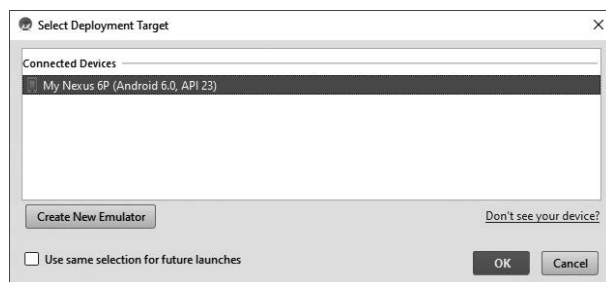 Select Deployment Target
Connected Devices
My Nexus 6P (Android 6.0, API 23)
Create New Emulator
Don't see your device?
Use same selection for future launches
OK
Cancel